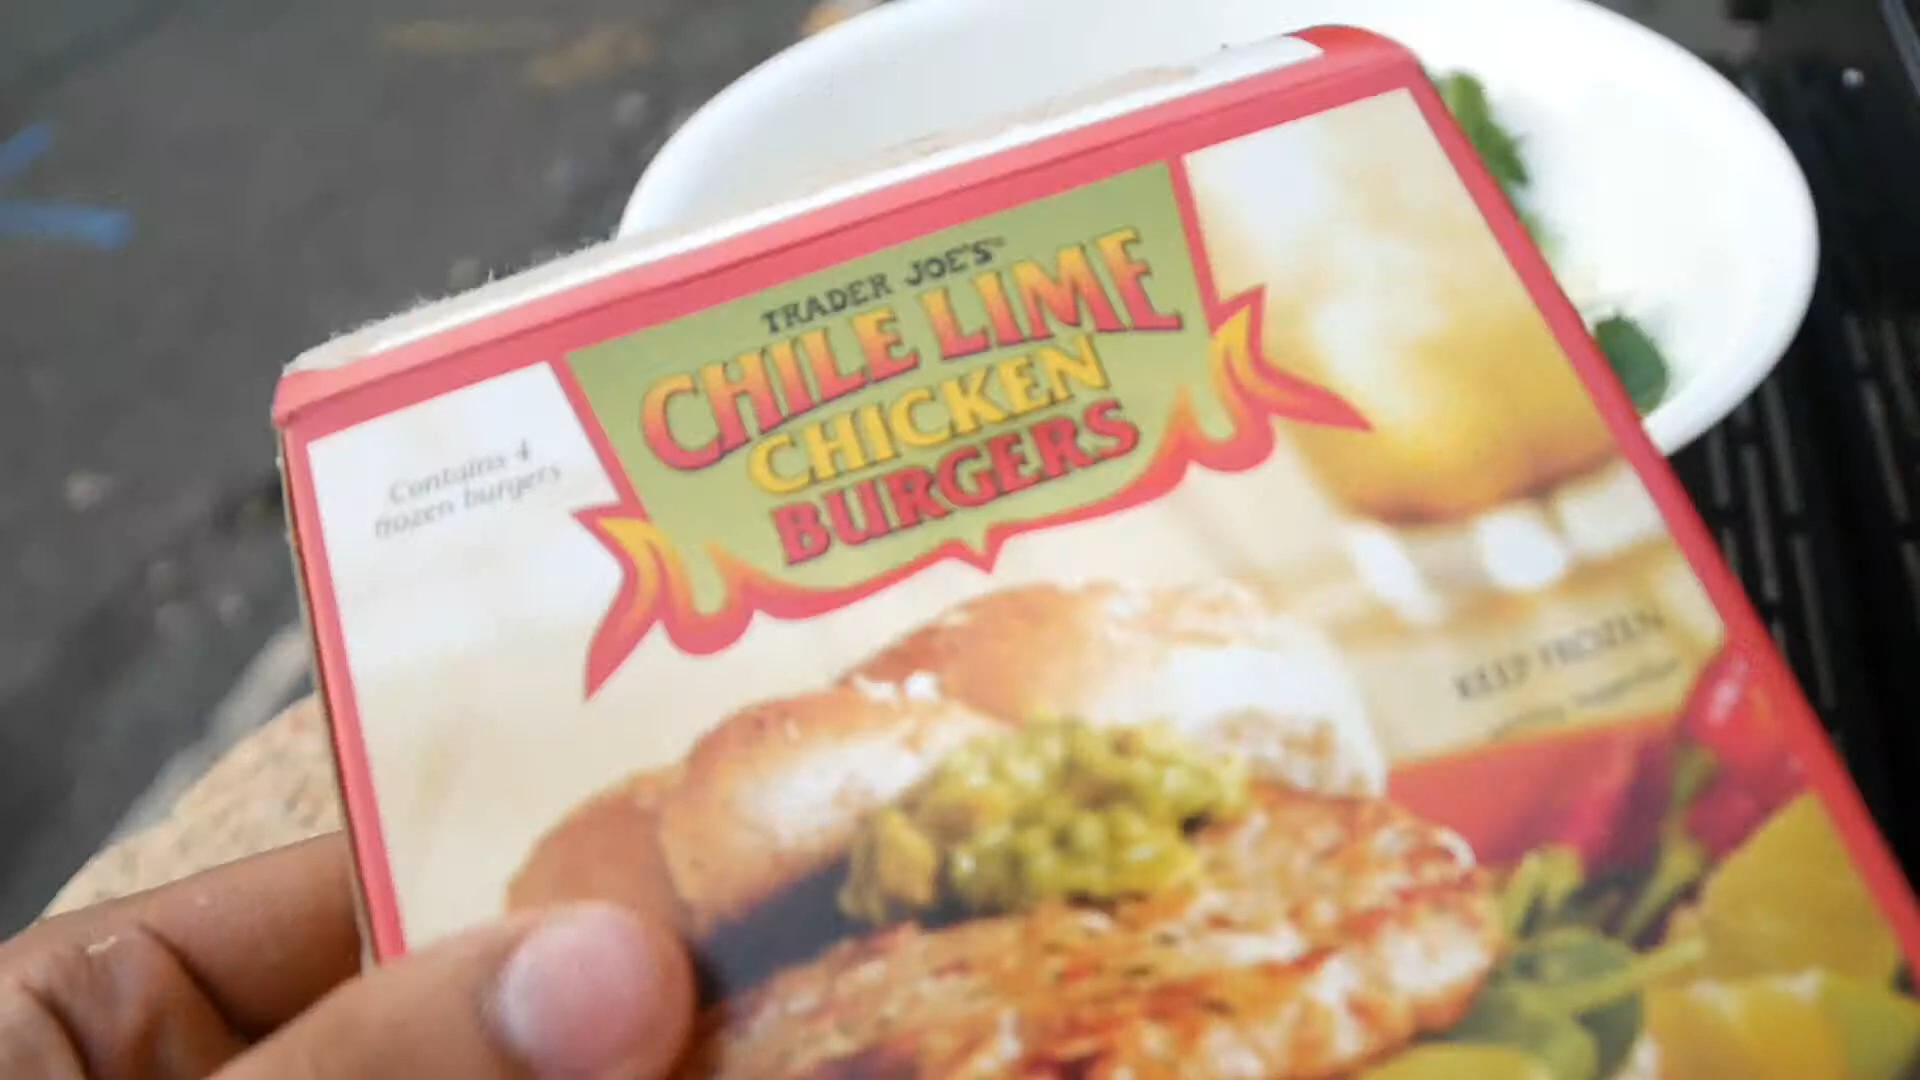 TRADER JOE'S
CHILE LIME
CHICKEN
BURGERS
Contains 4
frozen burgers
KEEP FROZEN